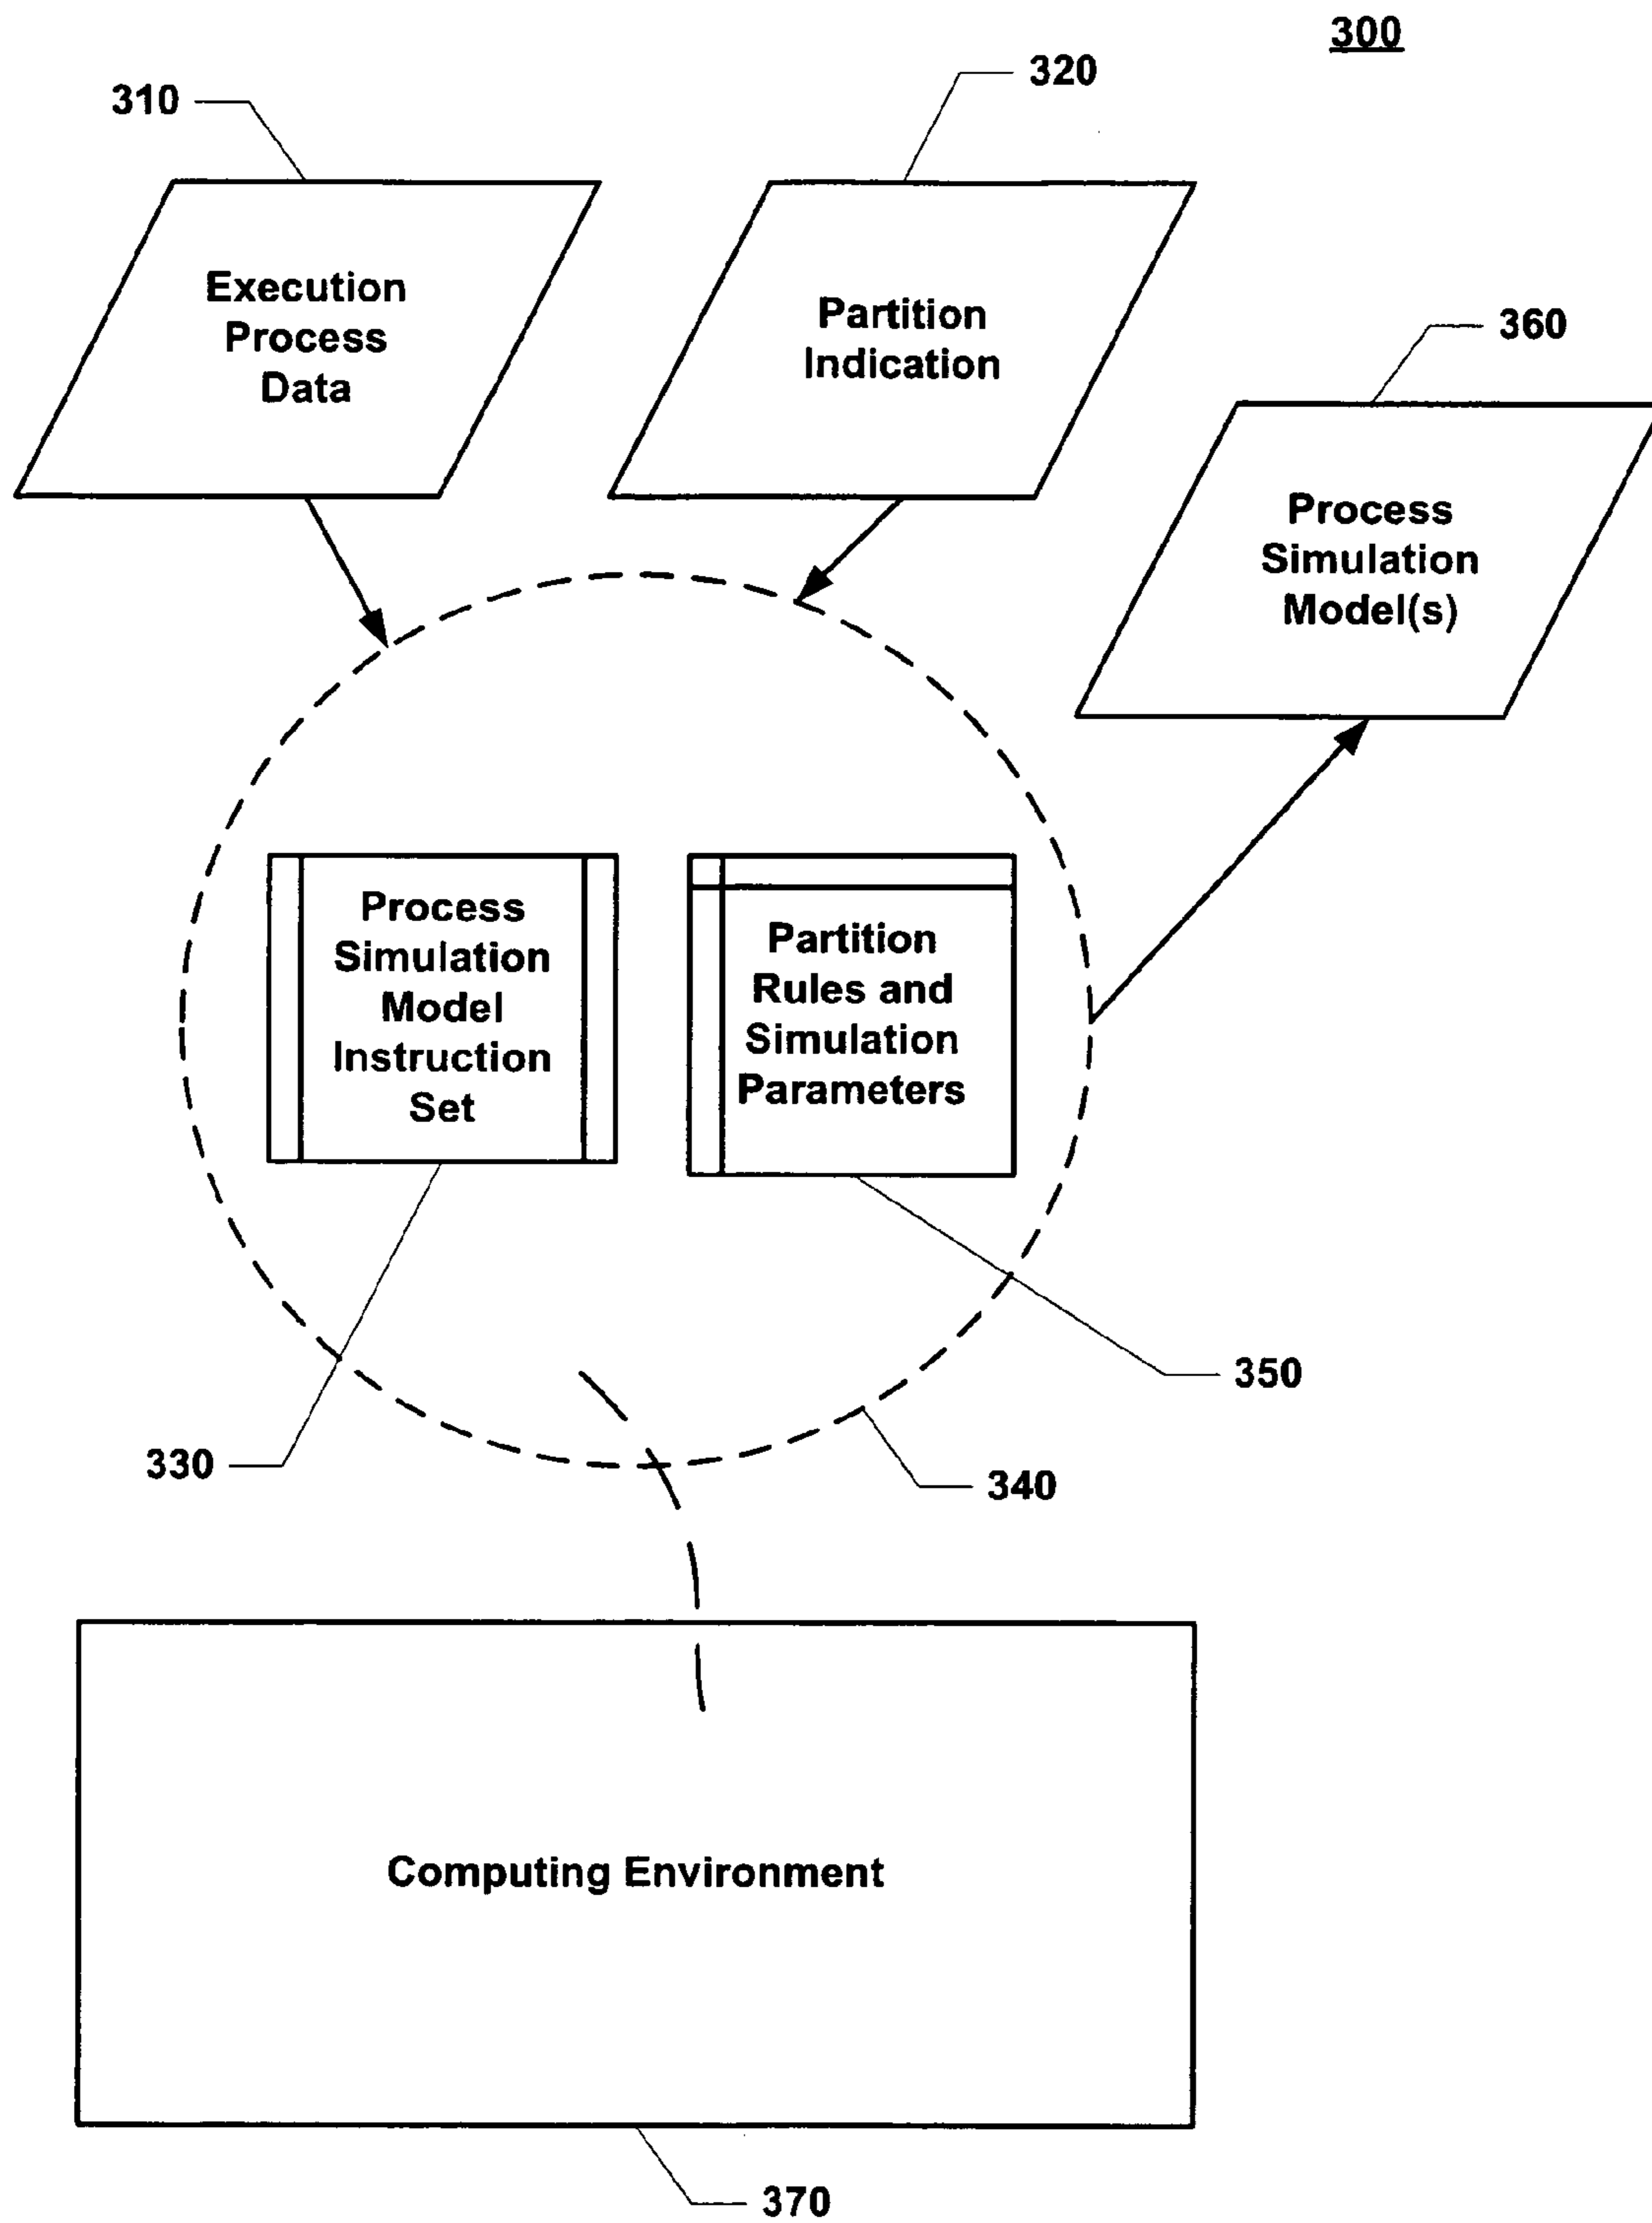 300
310
320
Execution
Process
Data
Partition
Indication
360
Process
Simulation
Model(s)
Process
Simulation
Model
Instruction
Set
Partition
Rules and
Simulation
Parameters
350
330
340
Computing Environment
370